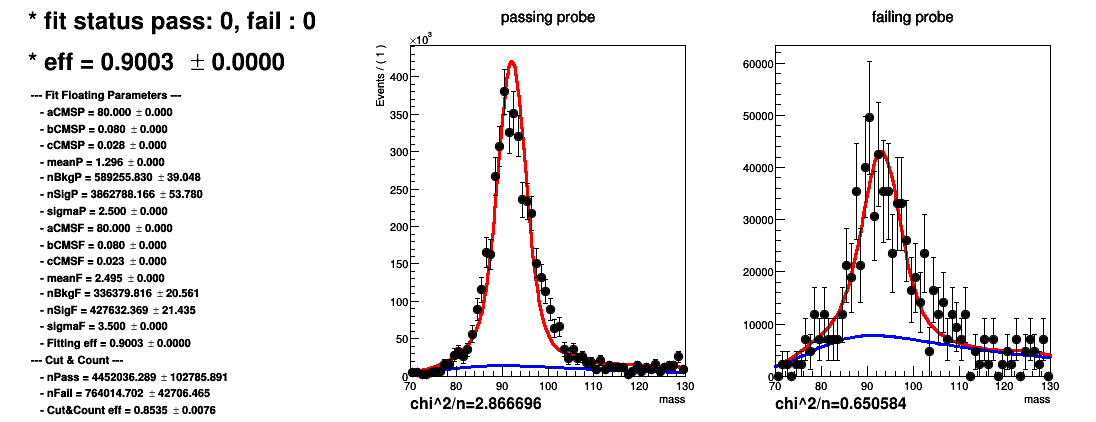 * fit status pass: 0, fail : 0
* eff = 0.9003 ± 0.0000
--- Fit Floating Parameters ---
- aCMSP = 80.000 ± 0.000
- bCMSP = 0.080 ± 0.000
- cCMSP = 0.028 ± 0.000
- meanP = 1.296 ± 0.000
- nBkgP = 589255.830 ± 39.048
- nSigP = 3862788.166 ± 53.780
- sigmaP = 2.500 ± 0.000
- aCMSF = 80.000 ± 0.000
- bCMSF = 0.080 ± 0.000
- cCMSF = 0.023 ± 0.000
- meanF = 2.495 ± 0.000
- nBkgF = 336379.816 ± 20.561
- nSigF = 427632.369 ± 21.435
- sigmaF = 3.500 ± 0.000
- Fitting eff = 0.9003 ± 0.0000
--- Cut & Count ---
- nPass = 4452036.289 ± 102785.891
- nFail = 764014.702 ± 42706.465
- Cut&Count eff = 0.8535 ± 0.0076
passing probe
×10³
Events / ( 1 )
400
350
300
250
200
150
100
50
0
70 80 90 100 110 120 130
mass
chi^2/n=2.866696
failing probe
60000
50000
40000
30000
20000
10000
0
70 80 90 100 110 120 130
mass
chi^2/n=0.650584